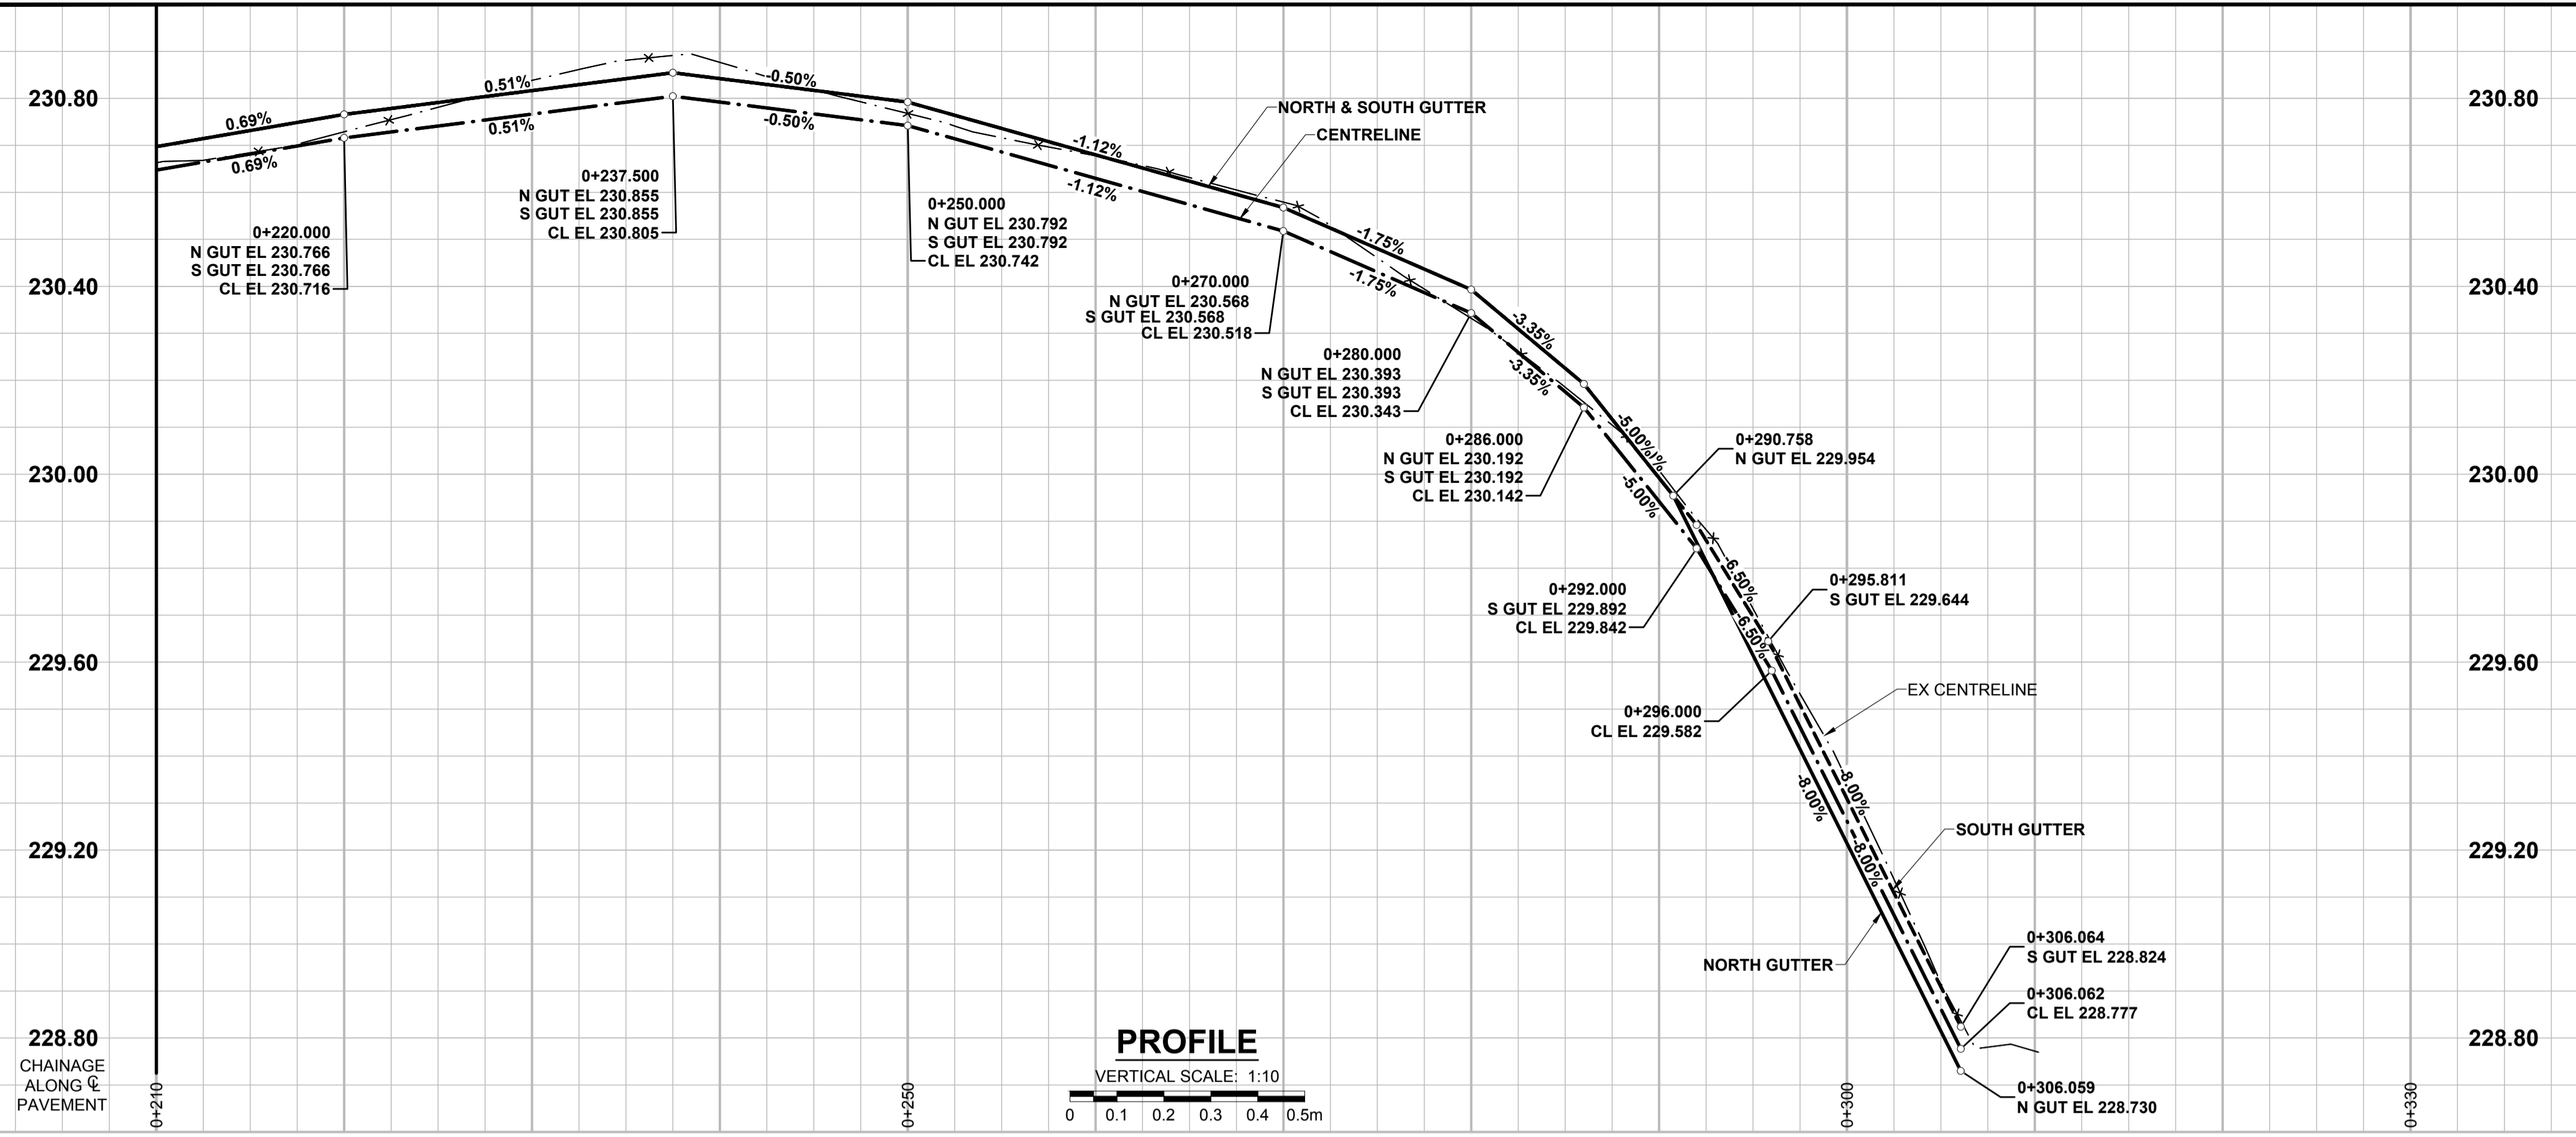 230.80
0.69%
0.69%
0.51%
0.51%
-0.50%
-0.50%
-1.12%
-1.12%
NORTH & SOUTH GUTTER
CENTRELINE
230.80
0+220.000
N GUT EL 230.766
S GUT EL 230.766
CL EL 230.716
0+237.500
N GUT EL 230.855
S GUT EL 230.855
CL EL 230.805
0+250.000
N GUT EL 230.792
S GUT EL 230.792
CL EL 230.742
-1.75%
-1.75%
230.40
0+270.000
N GUT EL 230.568
S GUT EL 230.568
CL EL 230.518
230.40
-3.35%
-3.35%
0+280.000
N GUT EL 230.393
S GUT EL 230.393
CL EL 230.343
-5.00%
-5.00%
230.00
0+286.000
N GUT EL 230.192
S GUT EL 230.192
CL EL 230.142
0+290.758
N GUT EL 229.954
230.00
-6.50%
-6.50%
0+292.000
S GUT EL 229.892
CL EL 229.842
0+295.811
S GUT EL 229.644
229.60
229.60
0+296.000
CL EL 229.582
EX CENTRELINE
-8.00%
-8.00%
-8.00%
229.20
SOUTH GUTTER
229.20
NORTH GUTTER
0+306.064
S GUT EL 228.824
0+306.062
CL EL 228.777
228.80
228.80
0+306.059
N GUT EL 228.730
PROFILE
VERTICAL SCALE: 1:10
0 0.1 0.2 0.3 0.4 0.5m
CHAINAGE
ALONG ℄
PAVEMENT
0+210
0+250
0+300
0+330